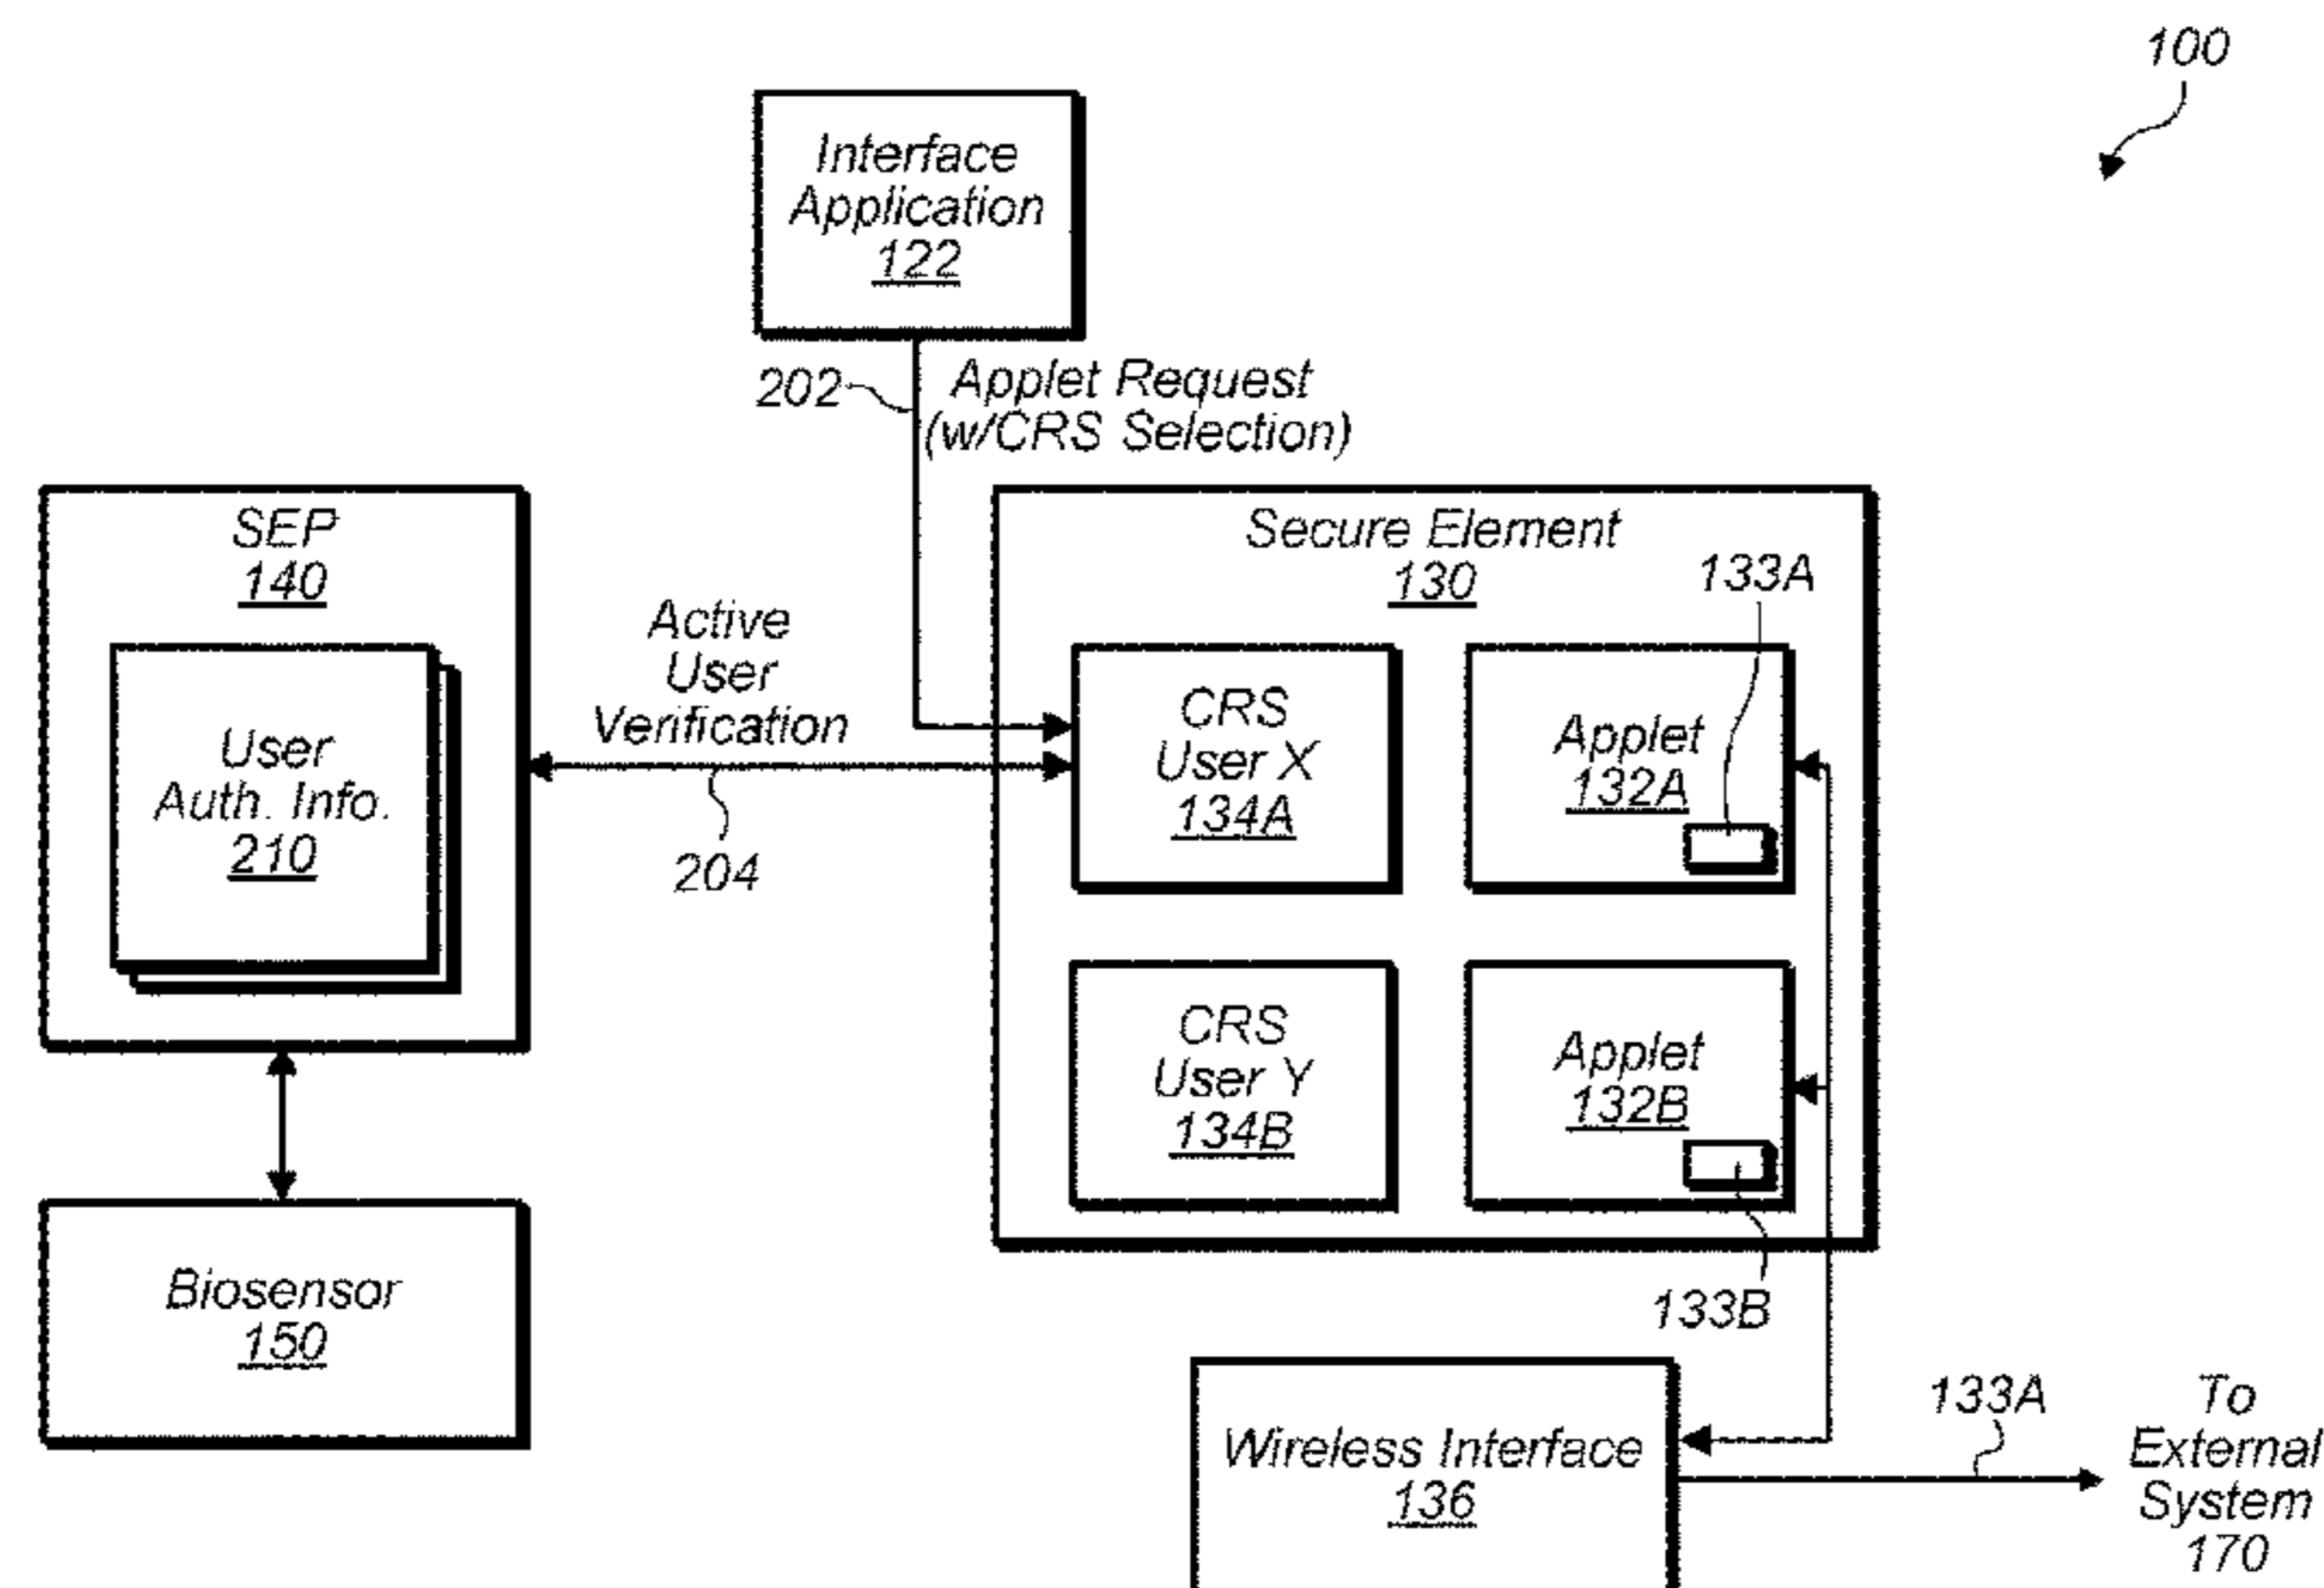 100
Interface
Application
122
202
Applet Request
(w/CRS Selection)
SEP
140
User
Auth. Info.
210
Active
User
Verification
204
Secure Element
130
133A
CRS
User X
134A
Applet
132A
CRS
User Y
134B
Applet
132B
133B
Biosensor
150
Wireless Interface
136
133A
To
External
System
170